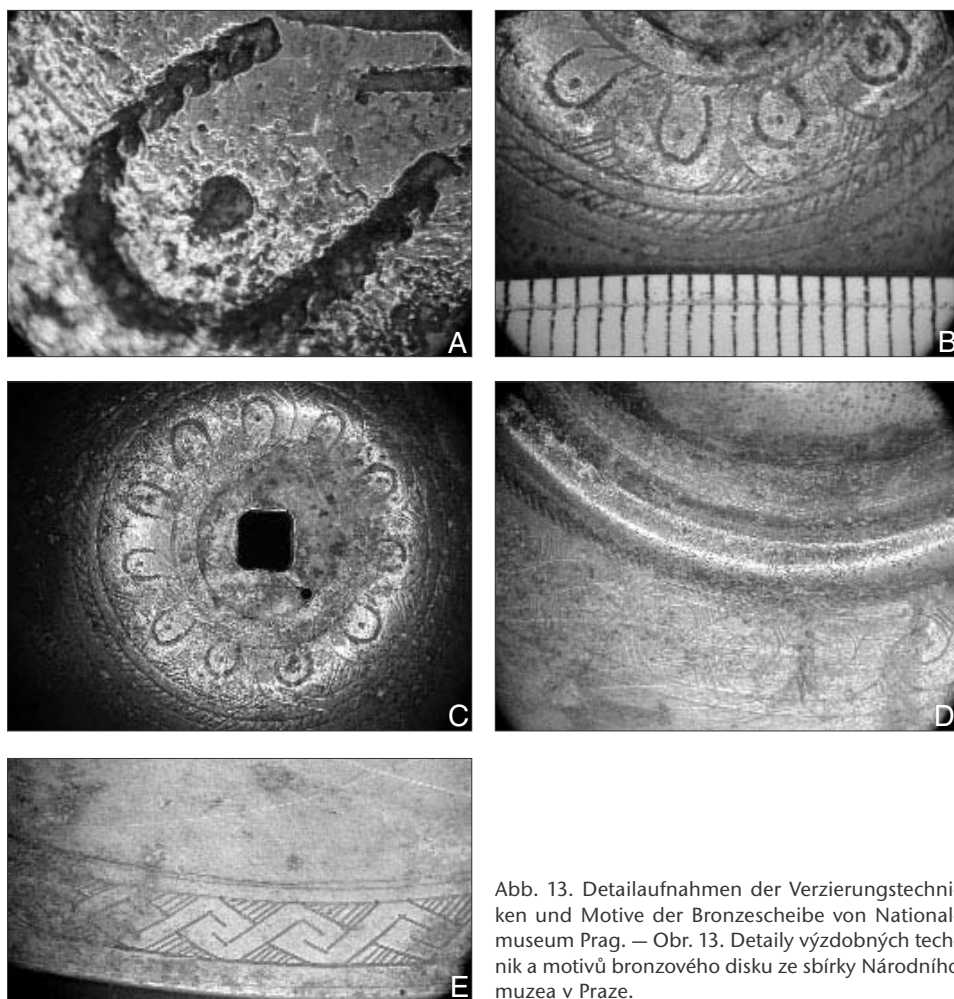 A
B
C
D
E
Abb. 13. Detailaufnahmen der Verzierungstechni-
ken und Motive der Bronzescheibe von National-
museum Prag. — Obr. 13. Detaily výzdobných tech-
nik a motivů bronzového disku ze sbírky Národního
muzea v Praze.